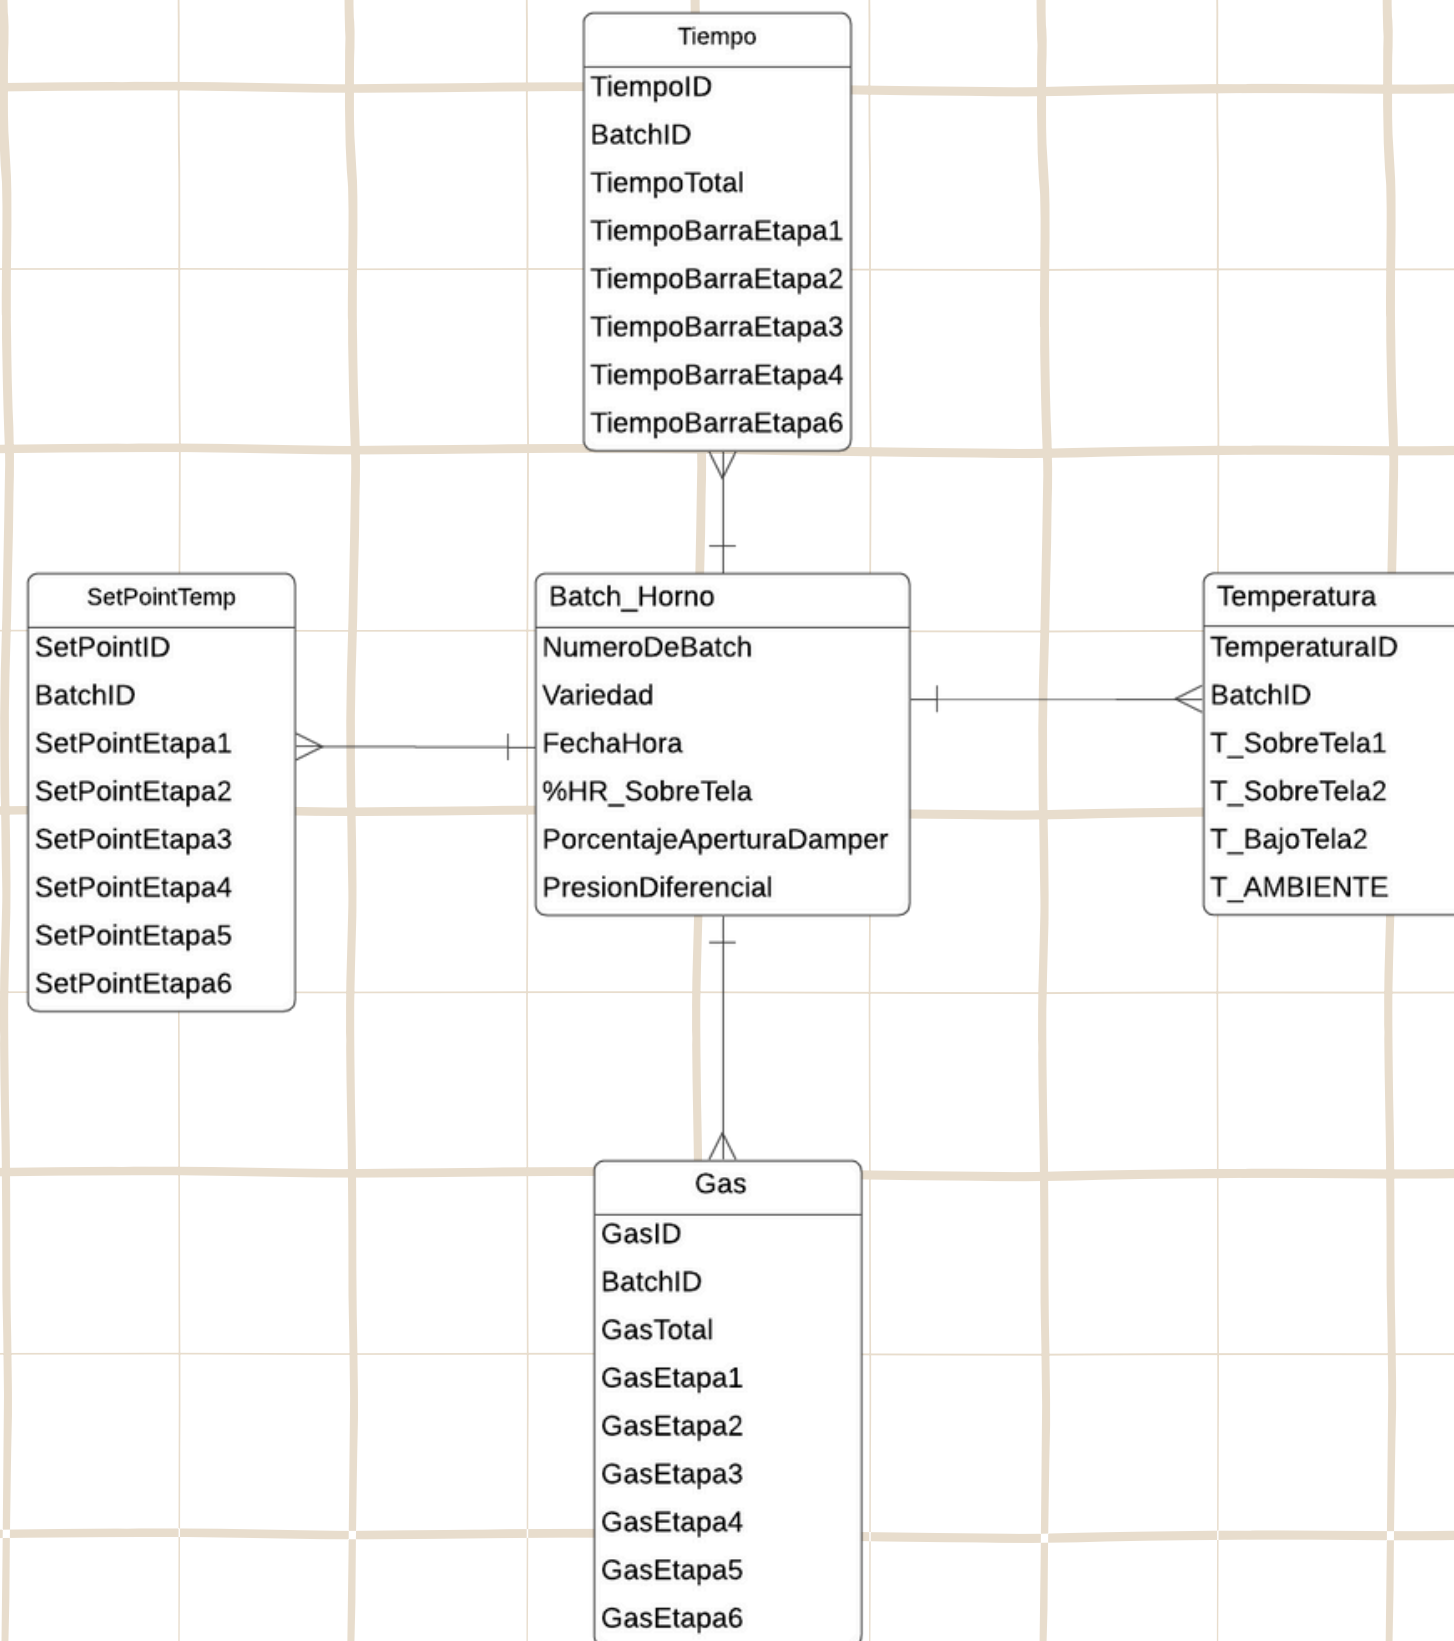 Tiempo
TiempoID
BatchID
TiempoTotal
TiempoBarraEtapa1
TiempoBarraEtapa2
TiempoBarraEtapa3
TiempoBarraEtapa4
TiempoBarraEtapa6
SetPointTemp
SetPointID
BatchID
SetPointEtapa1
SetPointEtapa2
SetPointEtapa3
SetPointEtapa4
SetPointEtapa5
SetPointEtapa6
Batch_Horno
NumeroDeBatch
Variedad
FechaHora
%HR_SobreTela
PorcentajeAperturaDamper
PresionDiferencial
Temperatura
TemperaturaID
BatchID
T_SobreTela1
T_SobreTela2
T_BajoTela2
T_AMBIENTE
Gas
GasID
BatchID
GasTotal
GasEtapa1
GasEtapa2
GasEtapa3
GasEtapa4
GasEtapa5
GasEtapa6